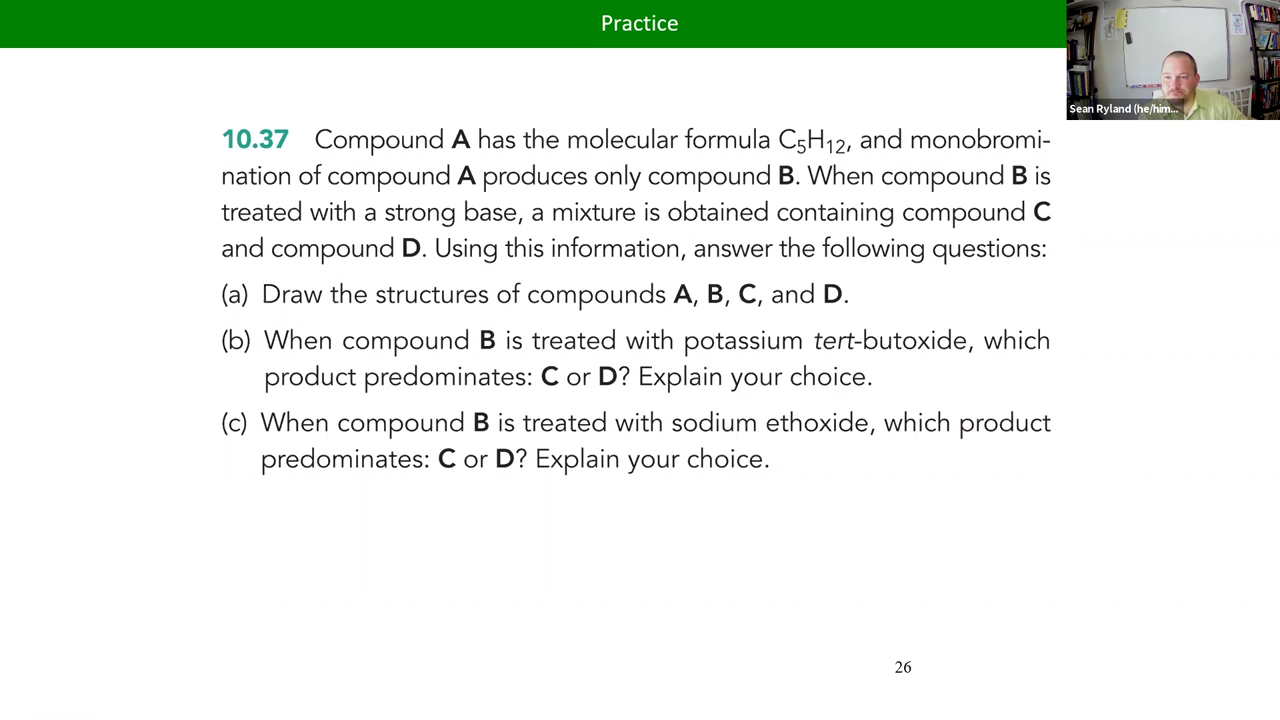 Practice
Sean Ryland (he/him...
10.37 Compound A has the molecular formula C₅H₁₂, and monobromi-
nation of compound A produces only compound B. When compound B is
treated with a strong base, a mixture is obtained containing compound C
and compound D. Using this information, answer the following questions:
(a) Draw the structures of compounds A, B, C, and D.
(b) When compound B is treated with potassium tert-butoxide, which
product predominates: C or D? Explain your choice.
(c) When compound B is treated with sodium ethoxide, which product
predominates: C or D? Explain your choice.
26